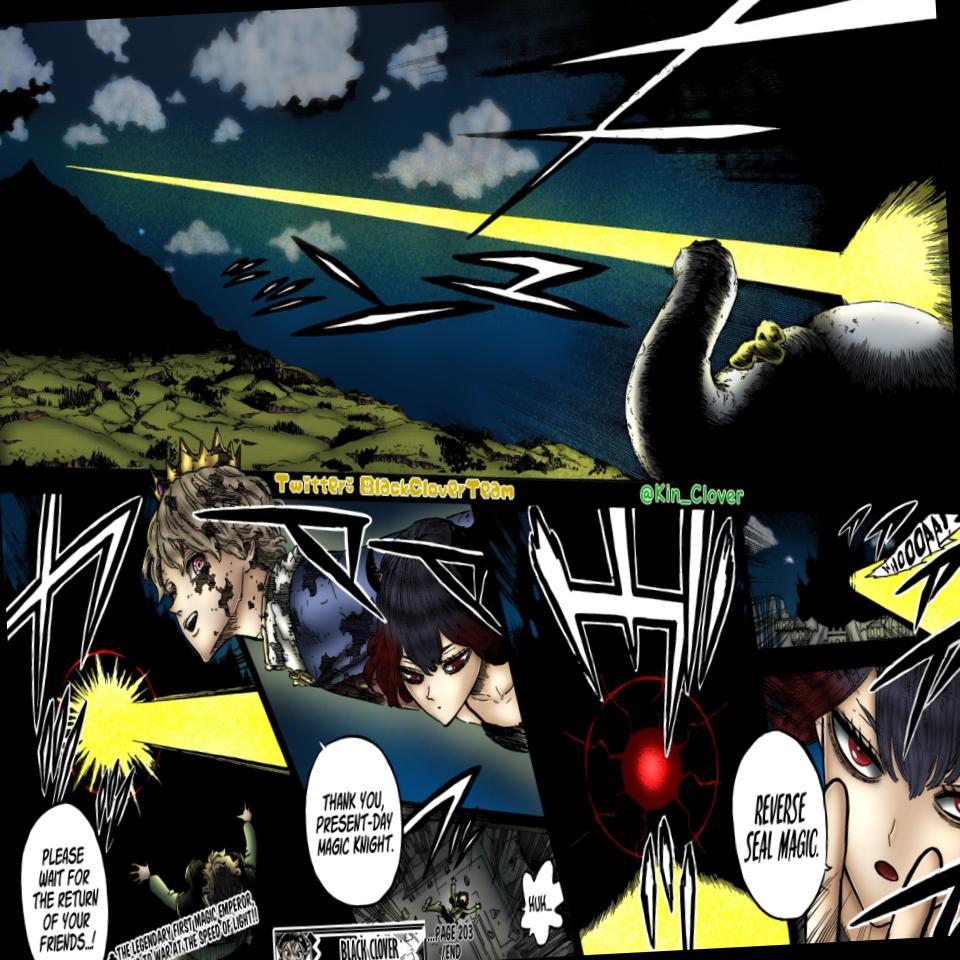 Twitter: BlackCloverTeam
@Kin_Clover
WHOOOAA!
REVERSE
SEAL MAGIC.
HUH...
THANK YOU,
PRESENT-DAY
MAGIC KNIGHT.
PLEASE
WAIT FOR
THE RETURN
OF YOUR
FRIENDS...!
THE LEGENDARY FIRST MAGIC EMPEROR,
WAR AT THE SPEED OF LIGHT!!
BLACK CLOVER
...PAGE 203
/END